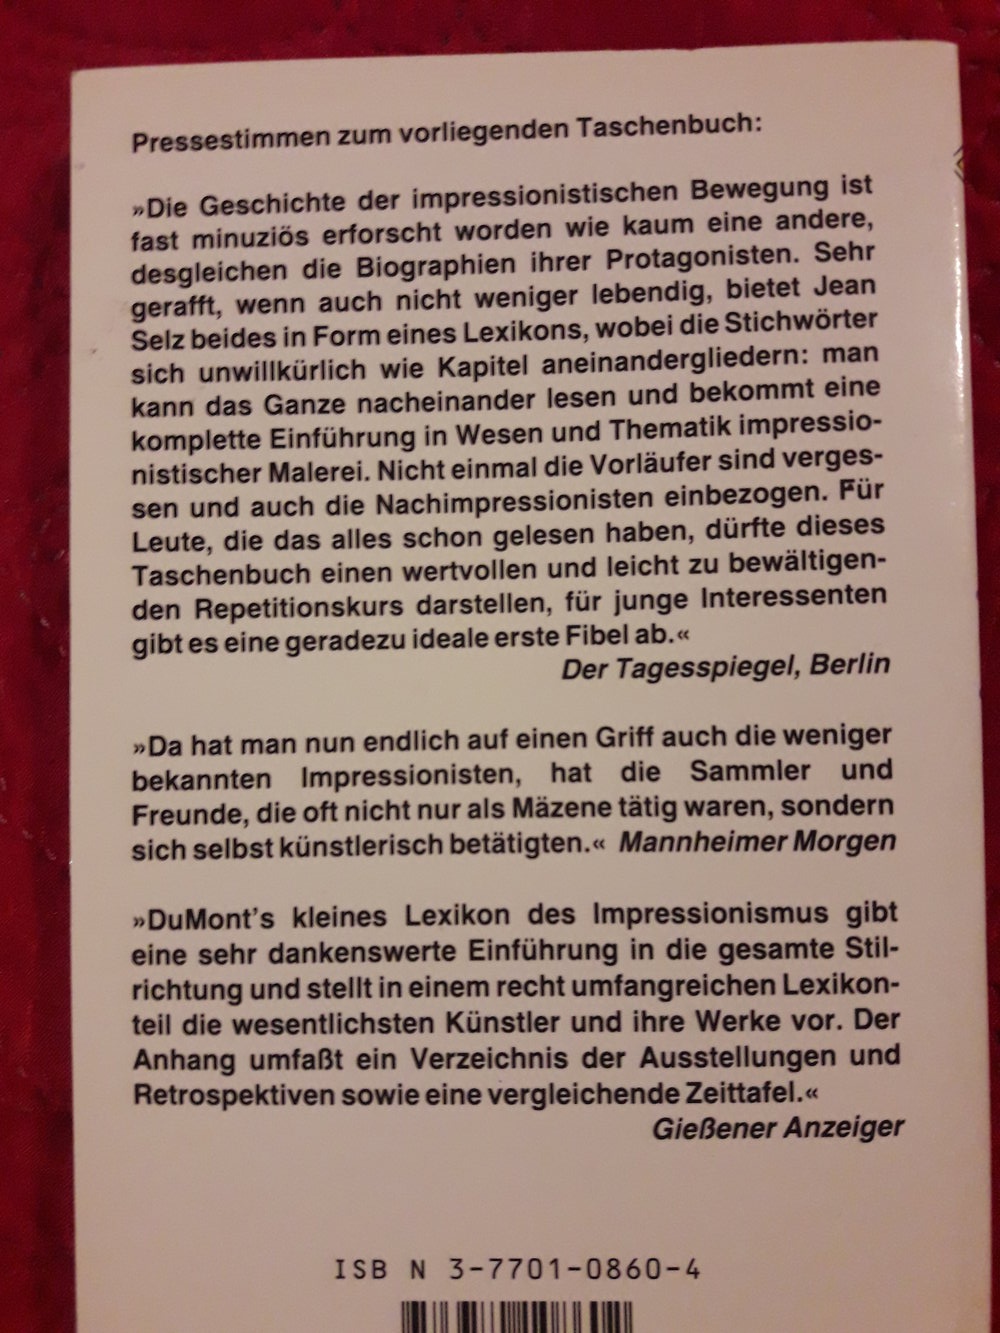 Pressestimmen zum vorliegenden Taschenbuch:
»Die Geschichte der impressionistischen Bewegung ist
fast minuziös erforscht worden wie kaum eine andere,
desgleichen die Biographien ihrer Protagonisten. Sehr
gerafft, wenn auch nicht weniger lebendig, bietet Jean
Selz beides in Form eines Lexikons, wobei die Stichwörter
sich unwillkürlich wie Kapitel aneinandergliedern: man
kann das Ganze nacheinander lesen und bekommt eine
komplette Einführung in Wesen und Thematik impressio-
nistischer Malerei. Nicht einmal die Vorläufer sind verges-
sen und auch die Nachimpressionisten einbezogen. Für
Leute, die das alles schon gelesen haben, dürfte dieses
Taschenbuch einen wertvollen und leicht zu bewältigen-
den Repetitionskurs darstellen, für junge Interessenten
gibt es eine geradezu ideale erste Fibel ab.«
Der Tagesspiegel, Berlin
»Da hat man nun endlich auf einen Griff auch die weniger
bekannten Impressionisten, hat die Sammler und
Freunde, die oft nicht nur als Mäzene tätig waren, sondern
sich selbst künstlerisch betätigten.« Mannheimer Morgen
»DuMont's kleines Lexikon des Impressionismus gibt
eine sehr dankenswerte Einführung in die gesamte Stil-
richtung und stellt in einem recht umfangreichen Lexikon-
teil die wesentlichsten Künstler und ihre Werke vor. Der
Anhang umfaßt ein Verzeichnis der Ausstellungen und
Retrospektiven sowie eine vergleichende Zeittafel.«
Gießener Anzeiger
ISB N 3-7701-0860-4